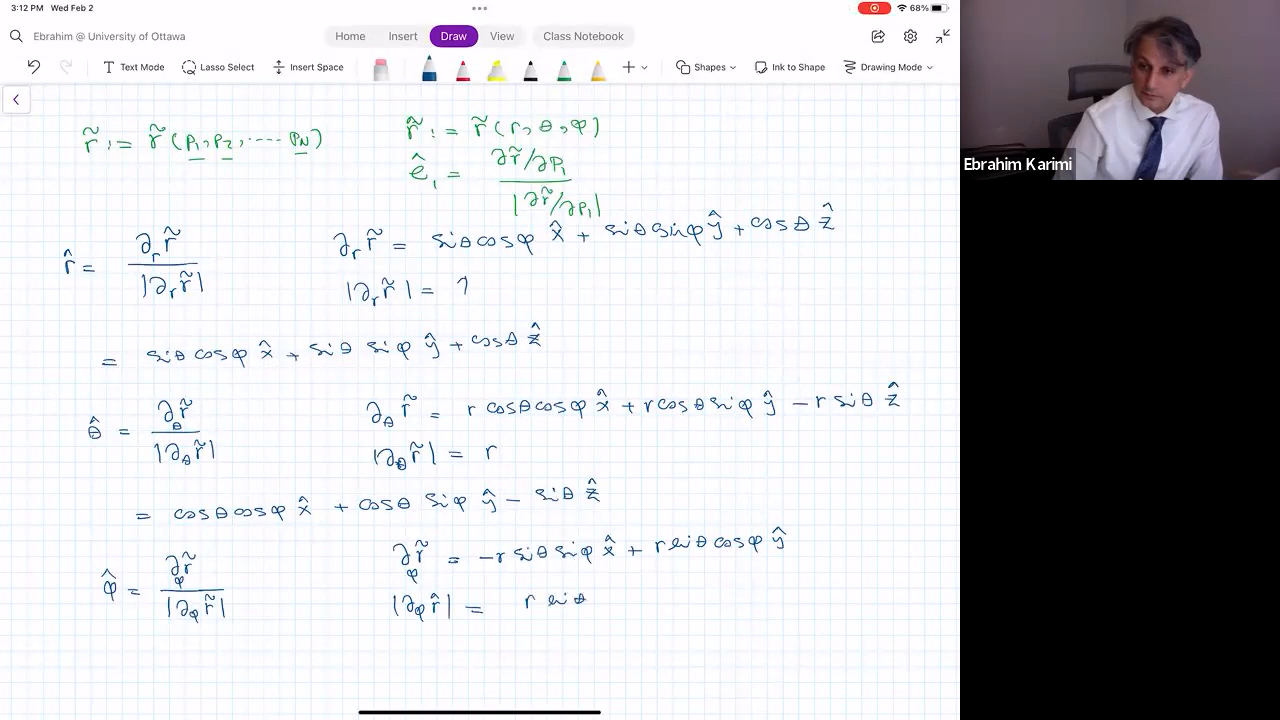 3:12 PM Wed Feb 2
68%
Ebrahim @ University of Ottawa
Home Insert Draw View Class Notebook
Text Mode Lasso Select Insert Space Shapes Ink to Shape Drawing Mode
Ebrahim Karimi
r̃ := r̃(p₁, p₂, ---- p_N)
r̃ := r̃(r, θ, φ)
ê₁ = ∂r̃/∂p₁ / |∂r̃/∂p₁|
r̂ = ∂_r r̃ / |∂_r r̃|
∂_r r̃ = sinθ cosφ x̂ + sinθ sinφ ŷ + cosθ ẑ
|∂_r r̃| = 1
= sinθ cosφ x̂ + sinθ sinφ ŷ + cosθ ẑ
θ̂ = ∂_θ r̃ / |∂_θ r̃|
∂_θ r̃ = r cosθ cosφ x̂ + r cosθ sinφ ŷ − r sinθ ẑ
|∂_θ r̃| = r
= cosθ cosφ x̂ + cosθ sinφ ŷ − sinθ ẑ
φ̂ = ∂_φ r̃ / |∂_φ r̃|
∂_φ r̃ = −r sinθ sinφ x̂ + r sinθ cosφ ŷ
|∂_φ r̂| = r sinθ